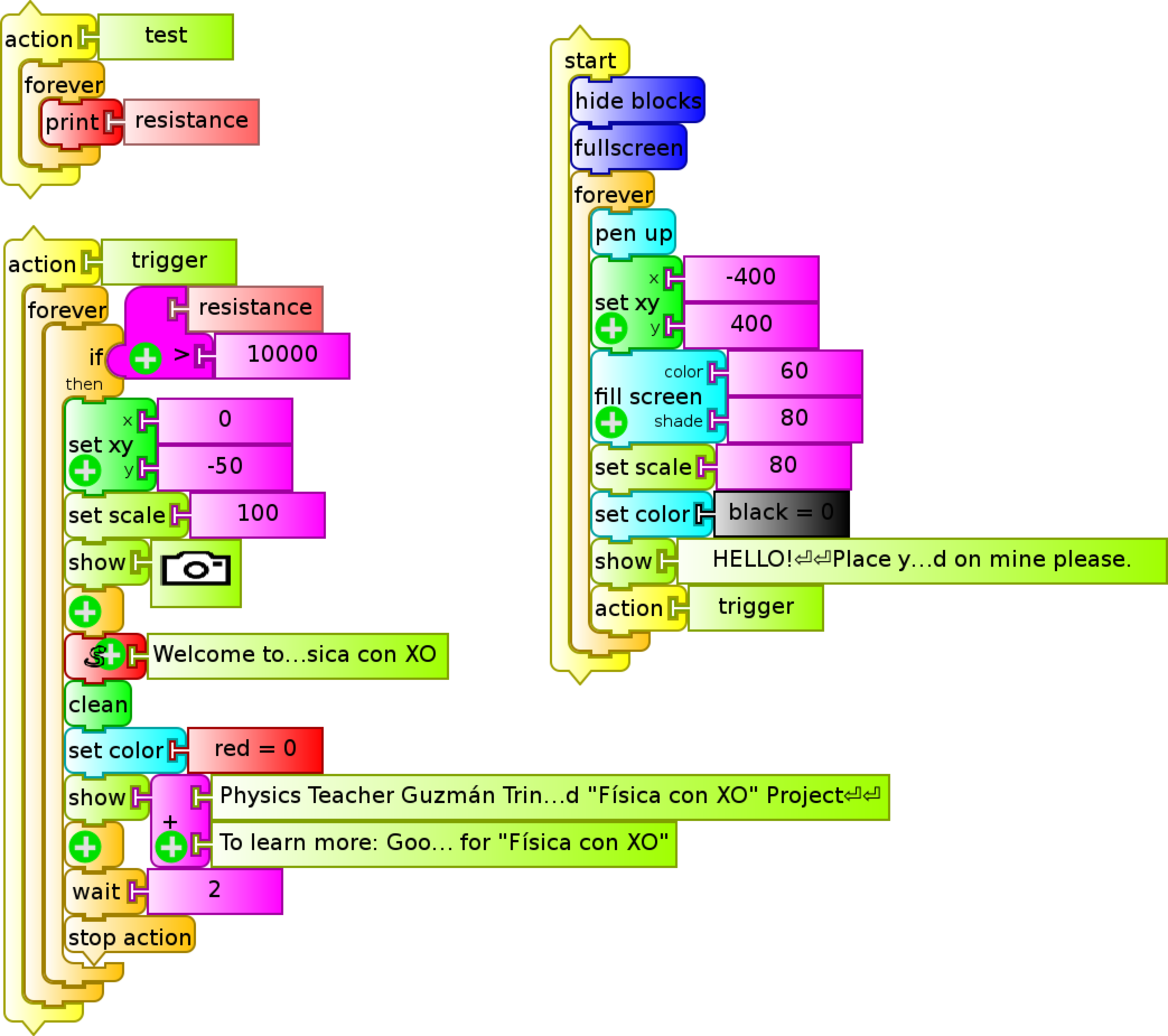 action test
forever
print resistance
action trigger
forever
resistance
if > 10000
then
x 0
set xy
y -50
set scale 100
show
S Welcome to...sica con XO
clean
set color red = 0
show Physics Teacher Guzmán Trin...d "Física con XO" Project⏎⏎
+
To learn more: Goo... for "Física con XO"
wait 2
stop action
start
hide blocks
fullscreen
forever
pen up
x -400
set xy
y 400
color 60
fill screen
shade 80
set scale 80
set color black = 0
show HELLO!⏎⏎Place y...d on mine please.
action trigger